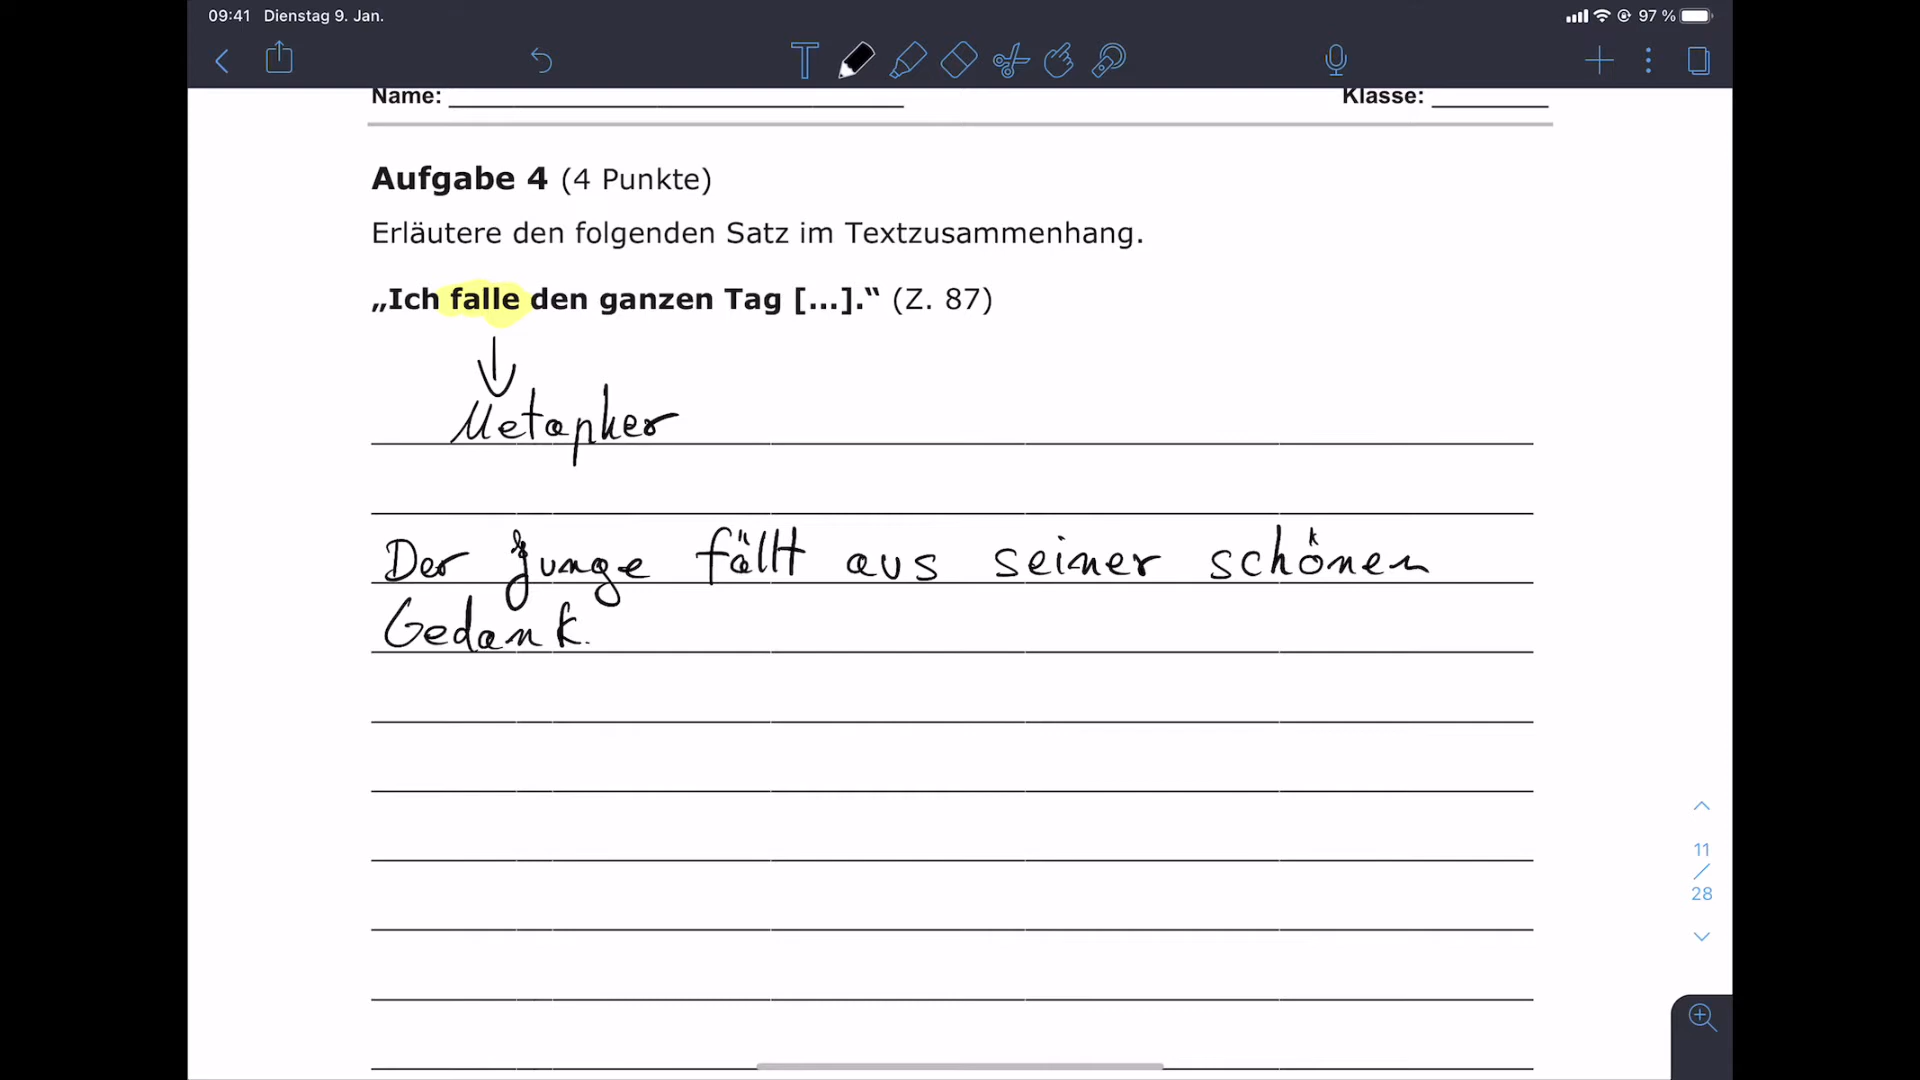 09:41 Dienstag 9. Jan. 97 %
Name: Klasse:
Aufgabe 4 (4 Punkte)
Erläutere den folgenden Satz im Textzusammenhang.
„Ich falle den ganzen Tag [...].“ (Z. 87)
Metapher
Der Junge fällt aus seiner schönen
Gedank.
11
/
28